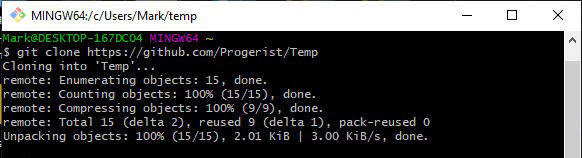 MINGW64:/c/Users/Mark/temp
Mark@DESKTOP-167DC04 MINGW64 ~
$ git clone https://github.com/Progerist/Temp
Cloning into 'Temp'...
remote: Enumerating objects: 15, done.
remote: Counting objects: 100% (15/15), done.
remote: Compressing objects: 100% (9/9), done.
remote: Total 15 (delta 2), reused 9 (delta 1), pack-reused 0
Unpacking objects: 100% (15/15), 2.01 KiB | 3.00 KiB/s, done.